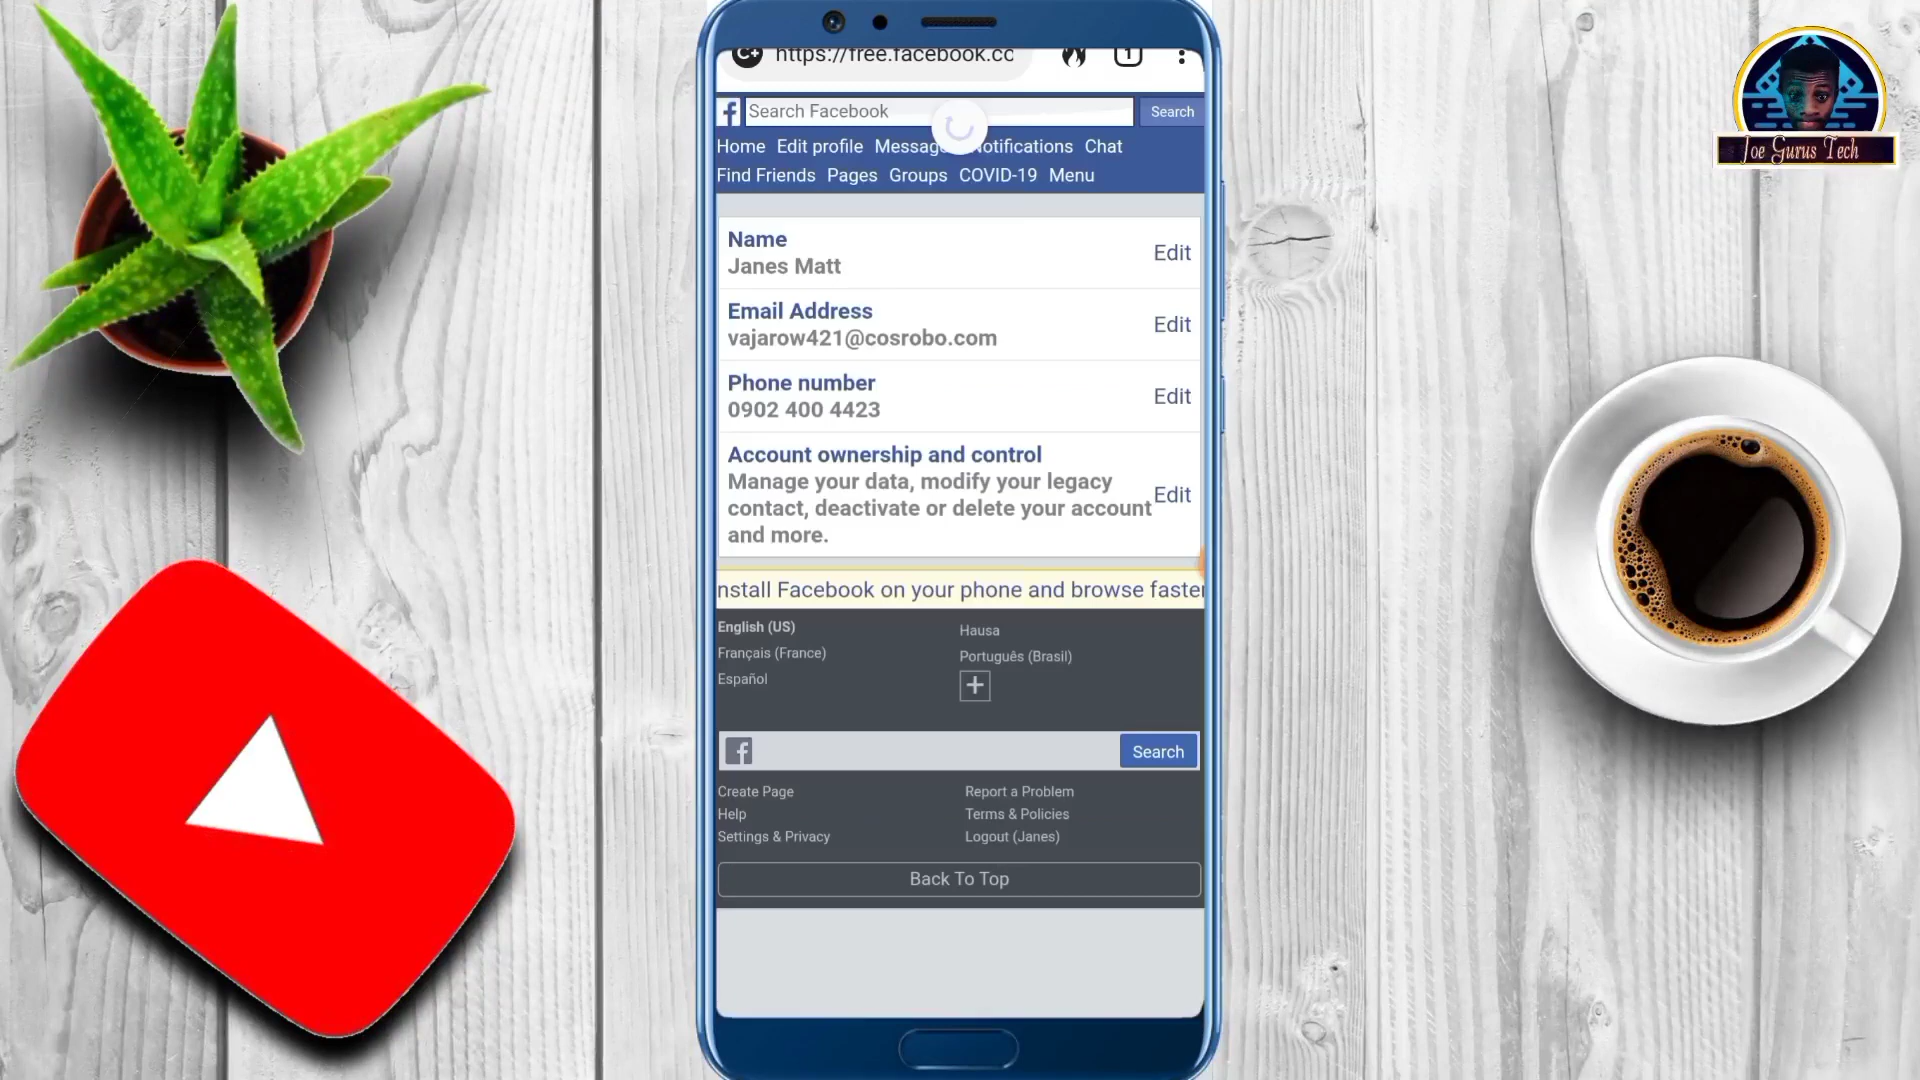 https://free.facebook.cc
1
Joe Gurus Tech
Search Facebook
Search
Home Edit profile Notifications Chat
Find Friends Pages Groups COVID-19 Menu
Name
Janes Matt
Edit
Email Address
vajarow421@cosrobo.com
Edit
Phone number
0902 400 4423
Edit
Account ownership and control
Manage your data, modify your legacy
contact, deactivate or delete your account
and more.
Edit
nstall Facebook on your phone and browse faster
English (US)
Hausa
Français (France)
Português (Brasil)
Español
Search
Create Page
Report a Problem
Help
Terms & Policies
Settings & Privacy
Logout (Janes)
Back To Top